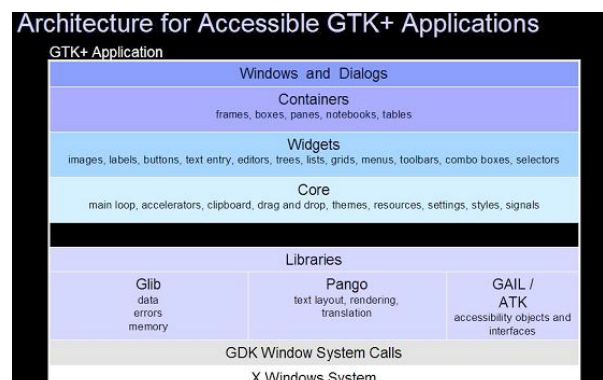 Architecture for Accessible GTK+ Applications
GTK+ Application
Windows and Dialogs
Containers
frames, boxes, panes, notebooks, tables
Widgets
images, labels, buttons, text entry, editors, trees, lists, grids, menus, toolbars, combo boxes, selectors
Core
main loop, accelerators, clipboard, drag and drop, themes, resources, settings, styles, signals
Libraries
Glib
data
errors
memory
Pango
text layout, rendering,
translation
GAIL /
ATK
accessibility objects and
interfaces
GDK Window System Calls
X Windows System